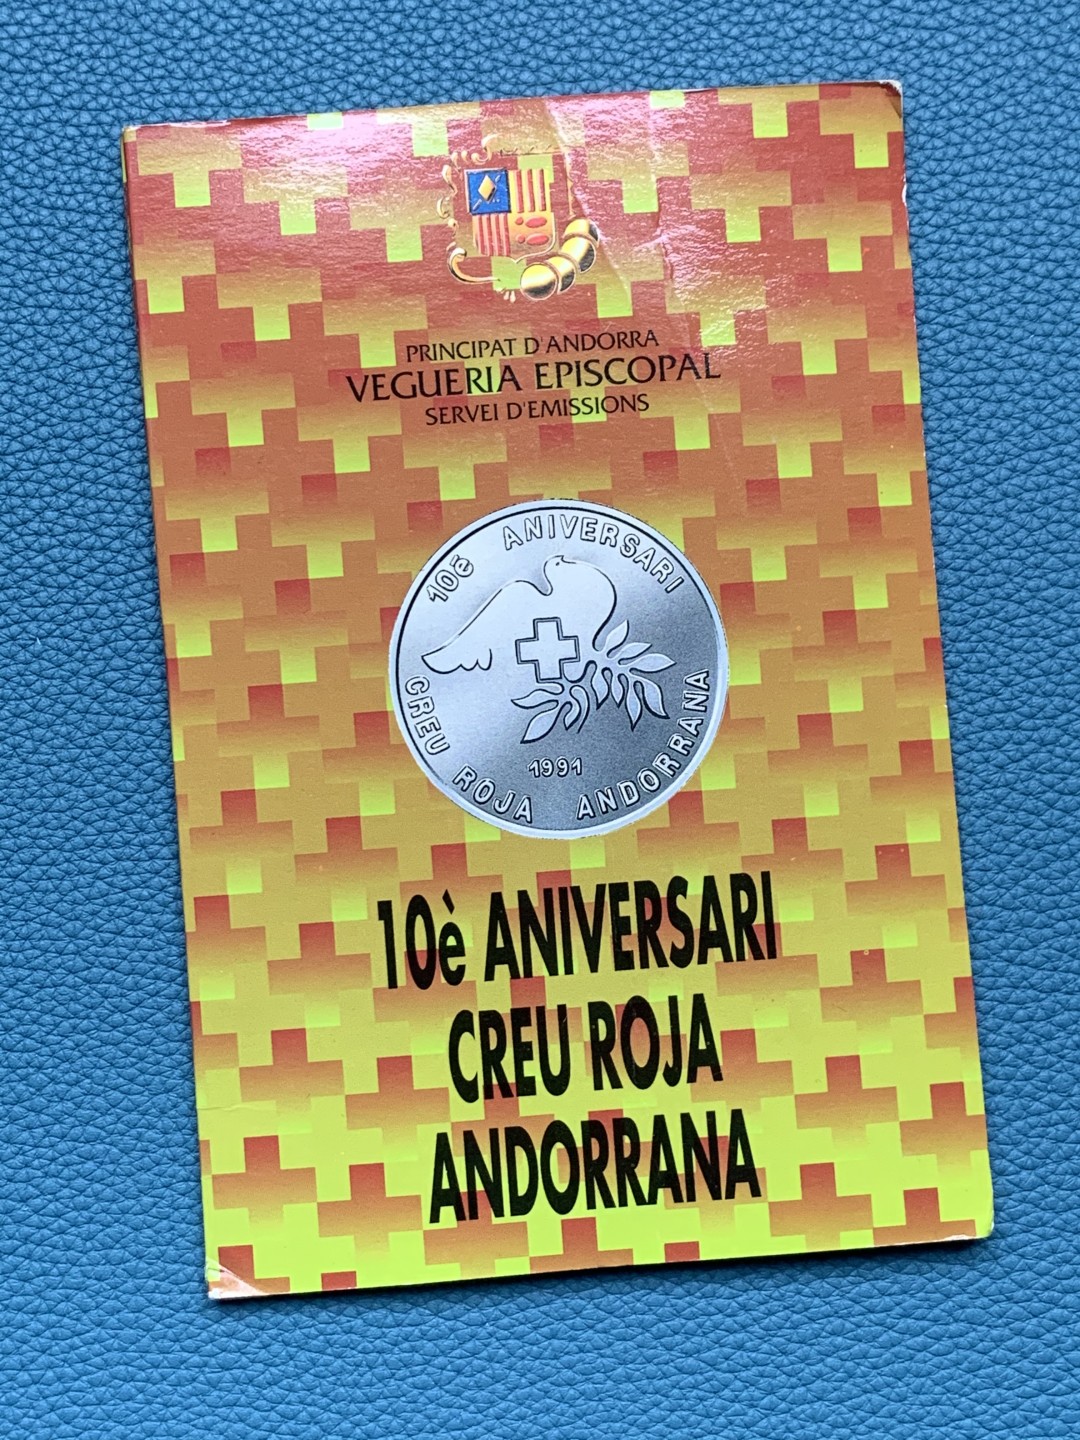 PRINCIPAT D'ANDORRA
VEGUERIA EPISCOPAL
SERVEI D'EMISSIONS
10è ANIVERSARI
CREU ROJA ANDORRANA
1991
10è ANIVERSARI
CREU ROJA
ANDORRANA